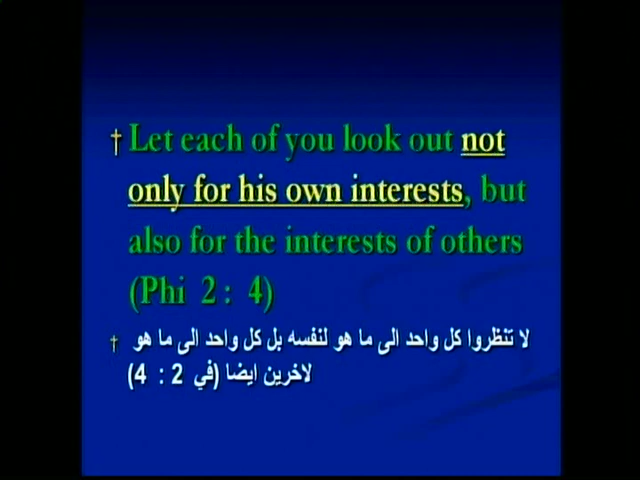 † Let each of you look out not
only for his own interests, but
also for the interests of others
(Phi 2 : 4)
† لا تنظروا كل واحد الى ما هو لنفسه بل كل واحد الى ما هو
لاخرين ايضا (في 2 : 4)